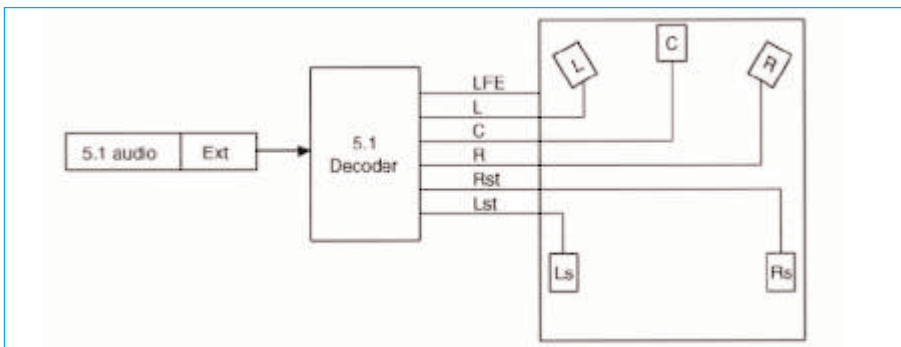 C
L
R
LFE
L
5.1 audio
Ext
5.1
Decoder
C
R
Rst
Lst
Ls
Rs